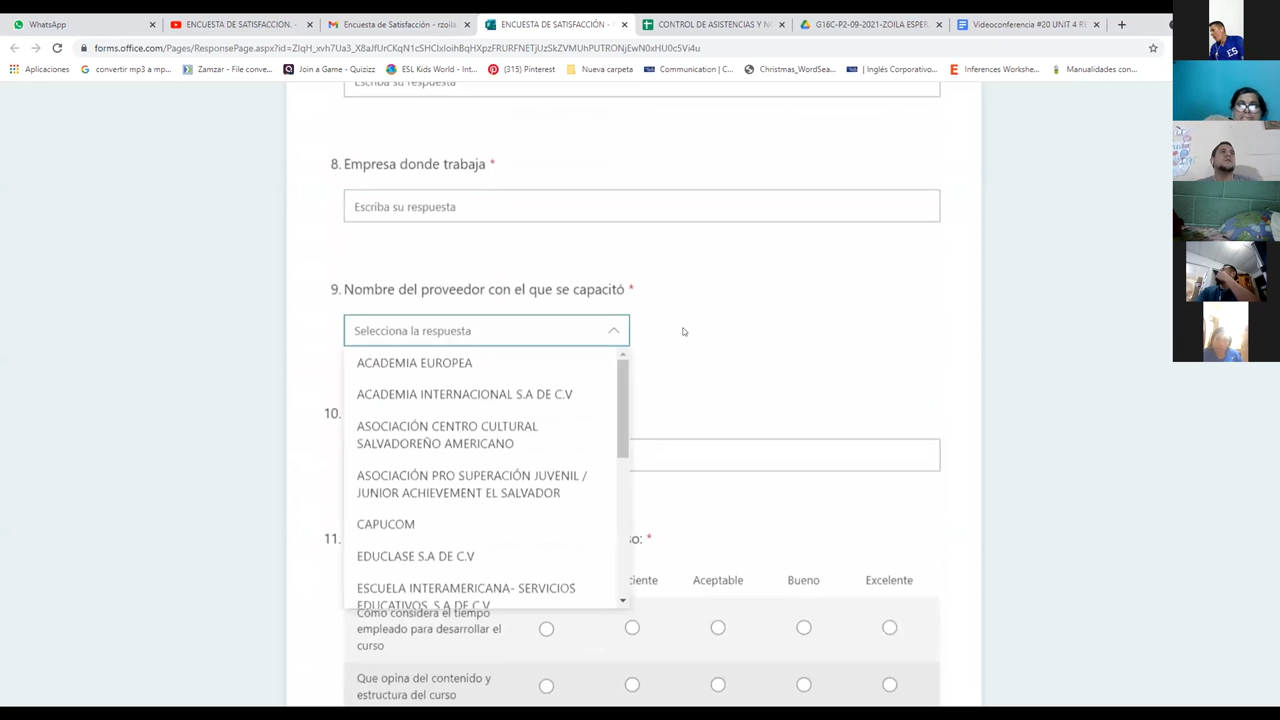 WhatsApp
ENCUESTA DE SATISFACCION. -
Encuesta de Satisfacción - rzoila
ENCUESTA DE SATISFACCIÓN -
CONTROL DE ASISTENCIAS Y N
G16C-P2-09-2021-ZOILA ESPER
Videoconferencia #20 UNIT 4 R
forms.office.com/Pages/ResponsePage.aspx?id=
Aplicaciones
convertir mp3 a mp...
Zamzar - File conve...
Join a Game - Quizizz
ESL Kids World - Int...
(315) Pinterest
Nueva carpeta
Communication | C...
Christmas_WordSea...
| Inglés Corporativo...
Inferences Workshe...
Manualidades con...
Escriba su respuesta
8. Empresa donde trabaja *
Escriba su respuesta
9. Nombre del proveedor con el que se capacitó *
Selecciona la respuesta
ACADEMIA EUROPEA
ACADEMIA INTERNACIONAL S.A DE C.V
10.
ASOCIACIÓN CENTRO CULTURAL
SALVADOREÑO AMERICANO
ASOCIACIÓN PRO SUPERACIÓN JUVENIL /
JUNIOR ACHIEVEMENT EL SALVADOR
CAPUCOM
11. so: *
EDUCLASE S.A DE C.V
ciente Aceptable Bueno Excelente
ESCUELA INTERAMERICANA- SERVICIOS
EDUCATIVOS, S.A DE C.V
Como considera el tiempo
empleado para desarrollar el
curso
Que opina del contenido y
estructura del curso
ES